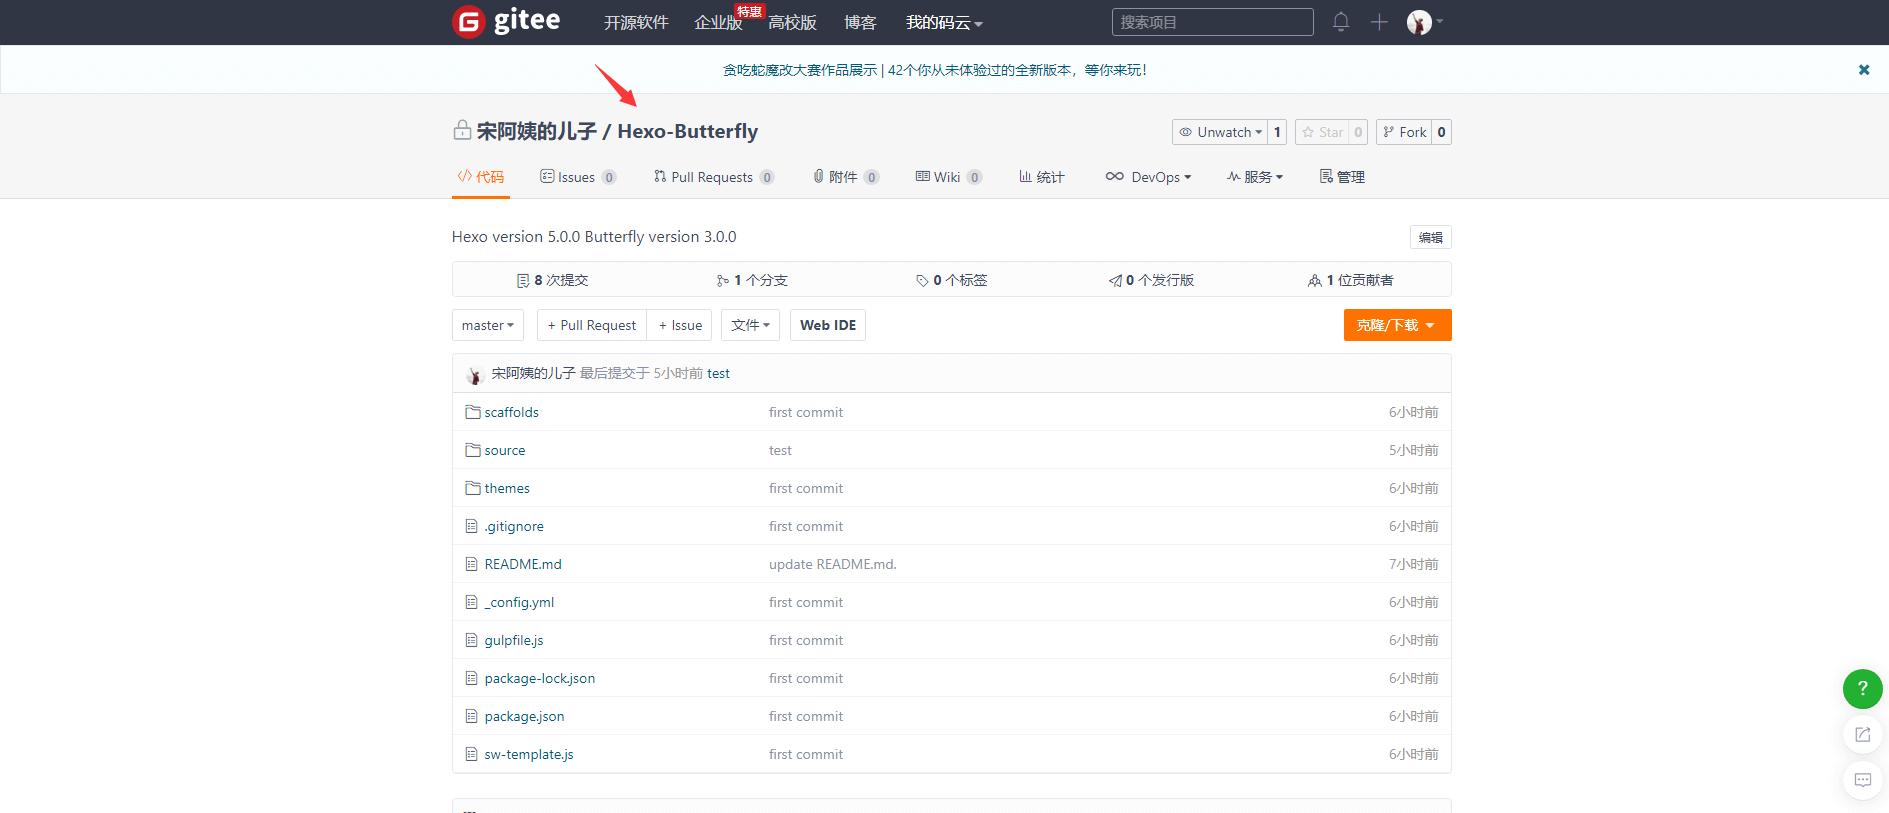 gitee 开源软件 企业版 特惠 高校版 博客 我的码云 搜索项目
贪吃蛇魔改大赛作品展示 | 42个你从未体验过的全新版本，等你来玩！
宋阿姨的儿子 / Hexo-Butterfly Unwatch 1 Star 0 Fork 0
代码 Issues 0 Pull Requests 0 附件 0 Wiki 0 统计 DevOps 服务 管理
Hexo version 5.0.0 Butterfly version 3.0.0 编辑
8 次提交 1 个分支 0 个标签 0 个发行版 1 位贡献者
master + Pull Request + Issue 文件 Web IDE 克隆/下载
宋阿姨的儿子 最后提交于 5小时前 test
scaffolds first commit 6小时前
source test 5小时前
themes first commit 6小时前
.gitignore first commit 6小时前
README.md update README.md. 7小时前
_config.yml first commit 6小时前
gulpfile.js first commit 6小时前
package-lock.json first commit 6小时前
package.json first commit 6小时前
sw-template.js first commit 6小时前